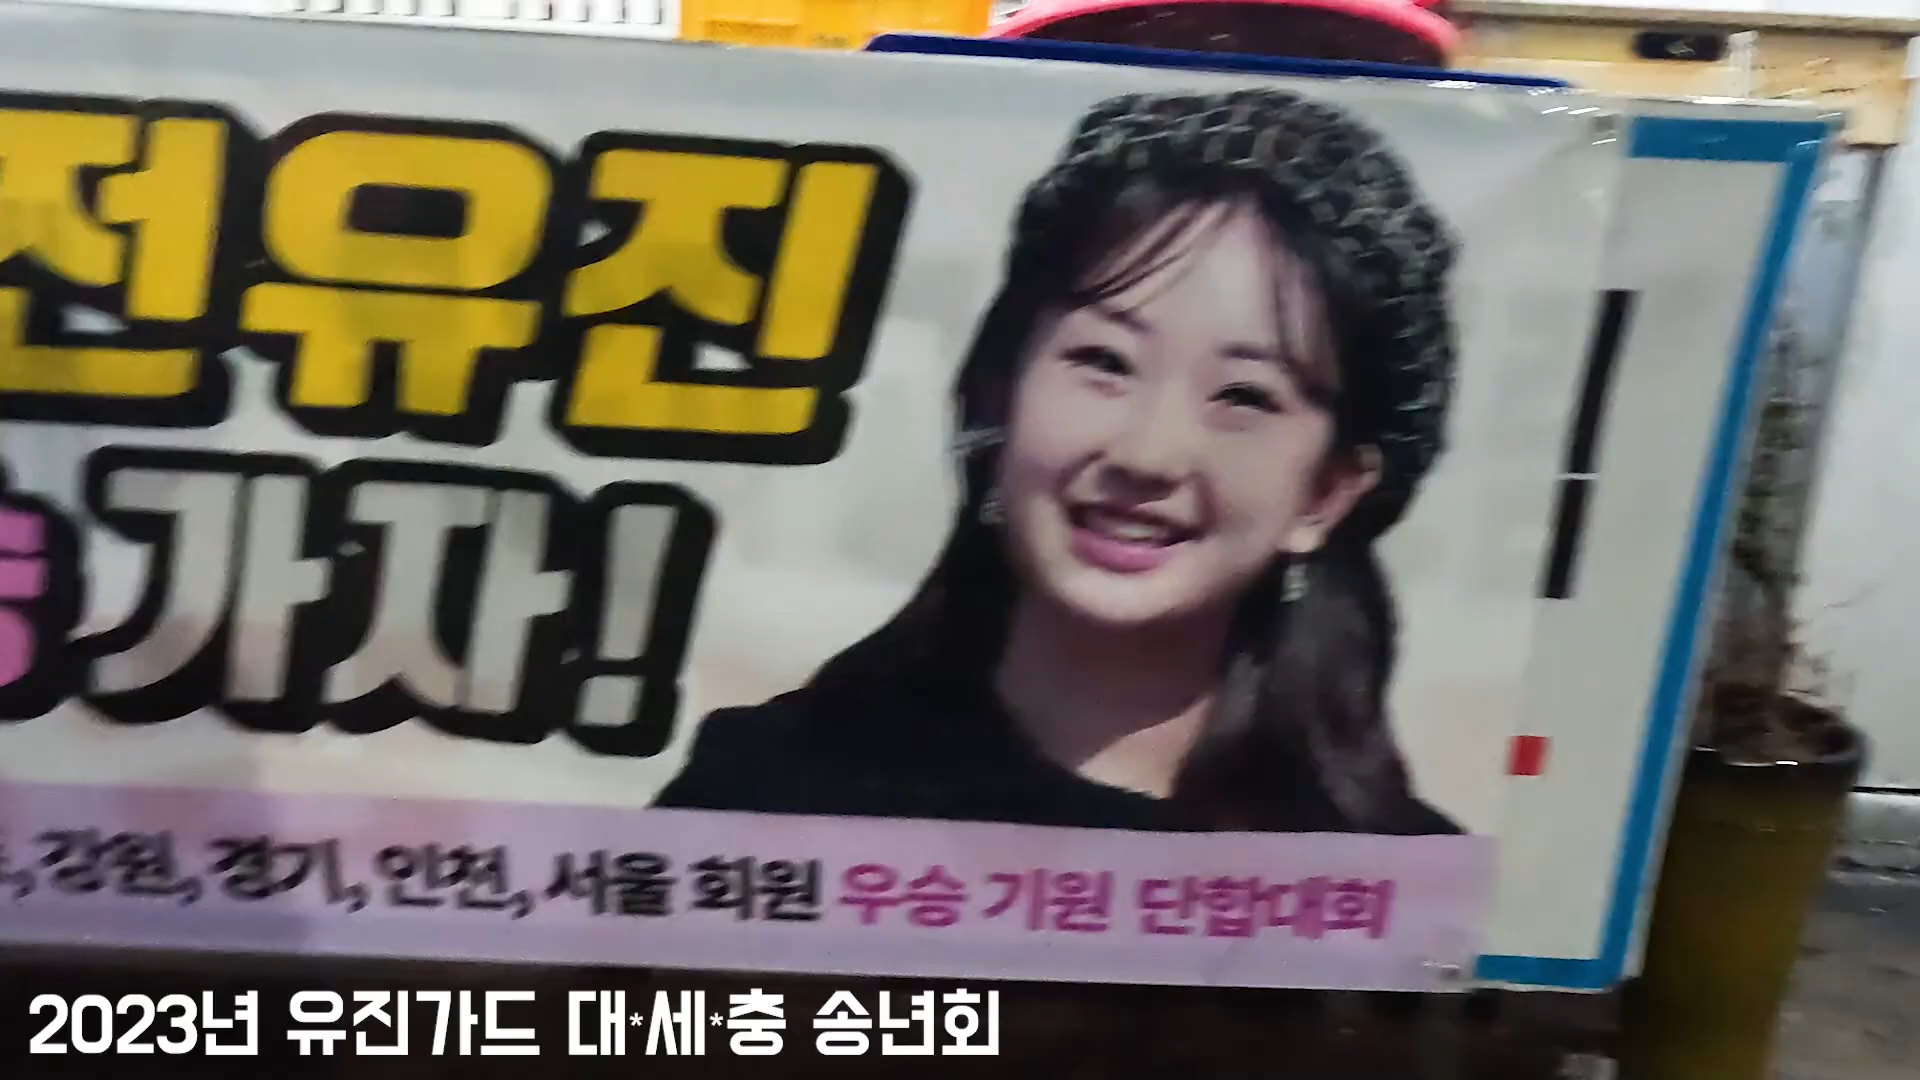 전유진
가자!
강원, 경기, 인천, 서울 회원 우승 기원 단합대회
2023년 유진가드 대*세*충 송년회